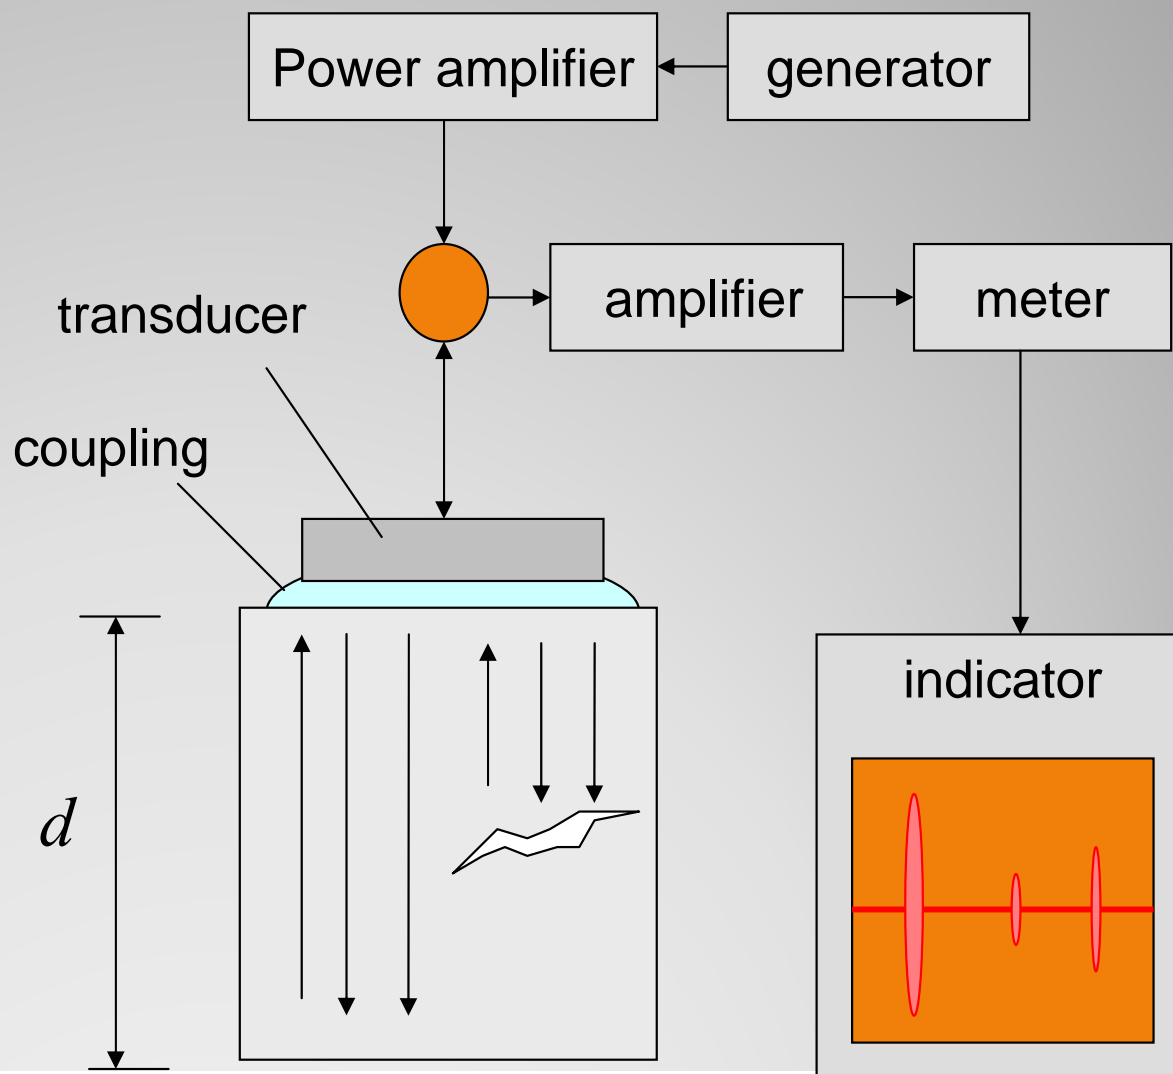 Power amplifier
generator
amplifier
meter
transducer
coupling
indicator
d